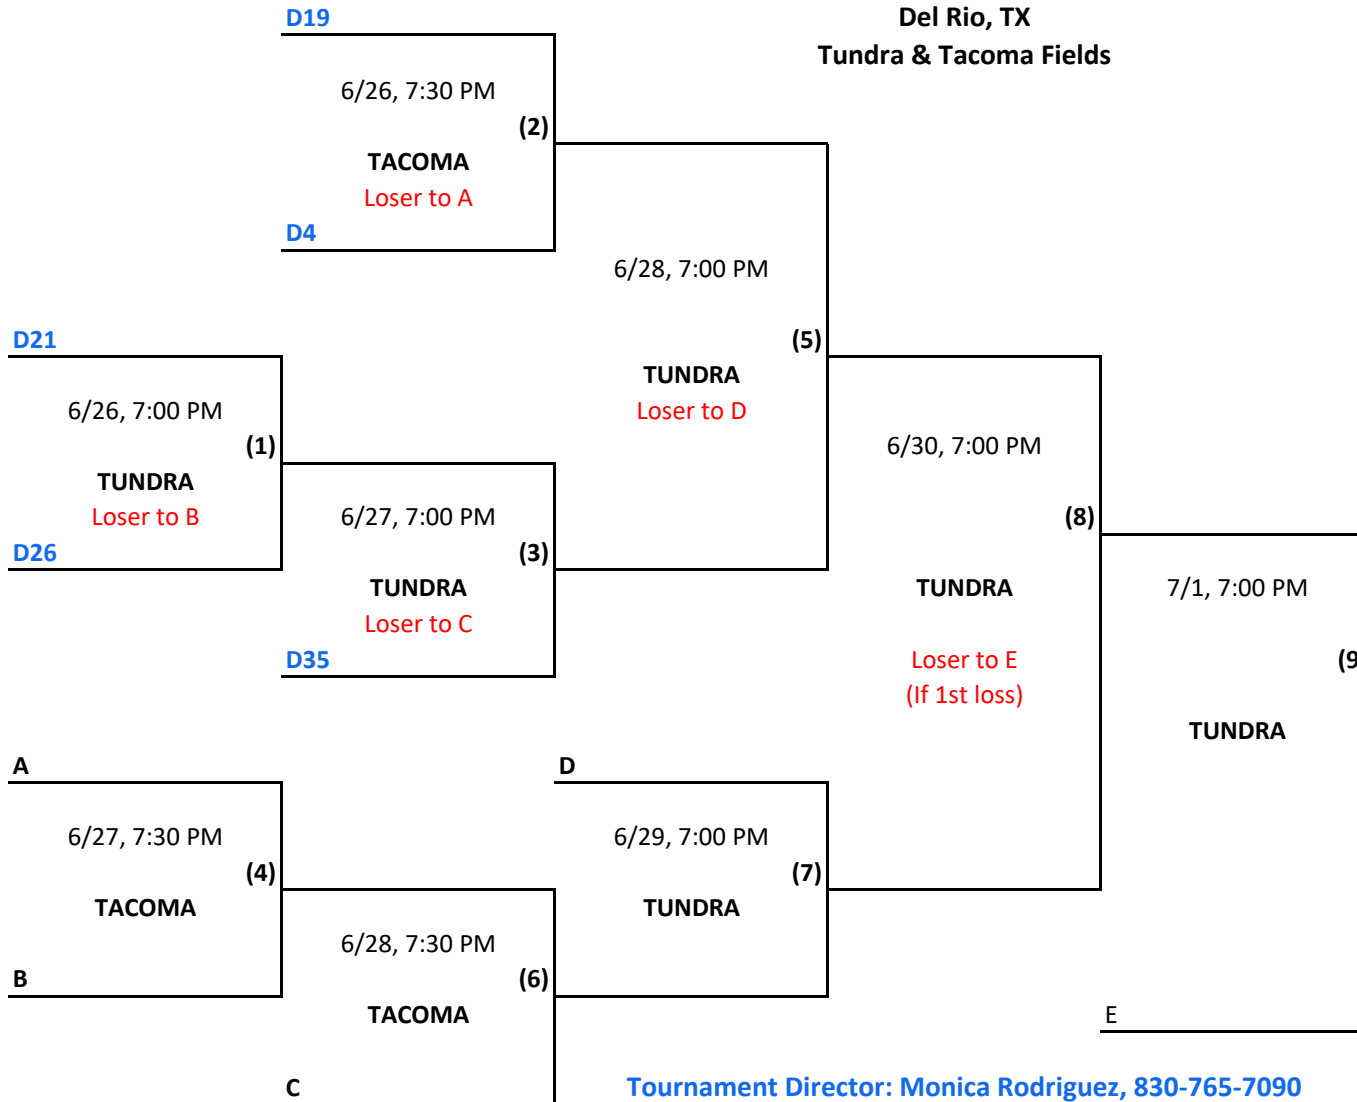 D19
Del Rio, TX
Tundra & Tacoma Fields
6/26, 7:30 PM
(2)
TACOMA
Loser to A
D4
6/28, 7:00 PM
D21
(5)
TUNDRA
Loser to D
6/26, 7:00 PM
(1)
6/30, 7:00 PM
TUNDRA
Loser to B
6/27, 7:00 PM
(8)
D26
(3)
TUNDRA
Loser to C
TUNDRA
7/1, 7:00 PM
D35
Loser to E
(If 1st loss)
(9
TUNDRA
A
D
6/27, 7:30 PM
(4)
6/29, 7:00 PM
(7)
TACOMA
TUNDRA
6/28, 7:30 PM
B
(6)
TACOMA
E
C
Tournament Director: Monica Rodriguez, 830-765-7090